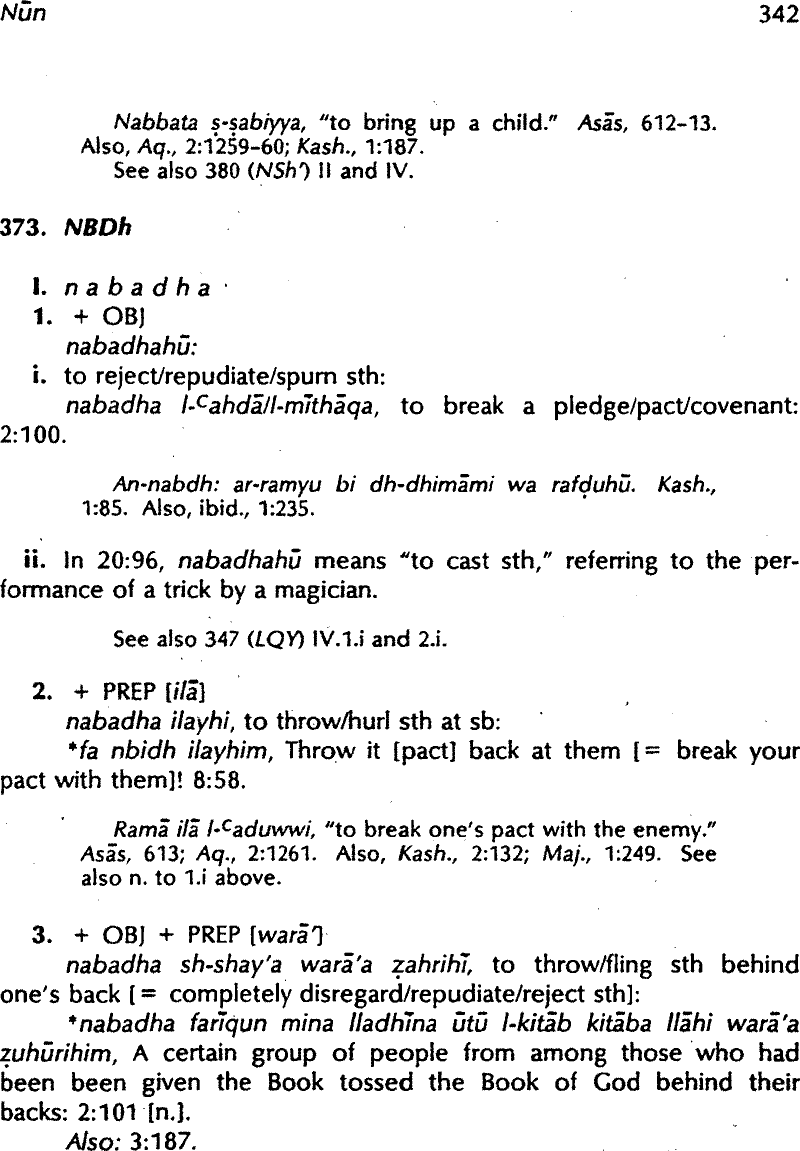 Nūn 342
Nabbata ṣ-ṣabiyya, "to bring up a child." Asās, 612–13.
Also, Aq., 2:1259–60; Kash., 1:187.
See also 380 (NSh') II and IV.
373. NBDh
I. n a b a d h a
1. + OBJ
nabadhahū:
i. to reject/repudiate/spurn sth:
nabadha l-ᶜahdā/l-mīthāqa, to break a pledge/pact/covenant:
2:100.
An-nabdh: ar-ramyu bi dh-dhimāmi wa rafḍuhū. Kash.,
1:85. Also, ibid., 1:235.
ii. In 20:96, nabadhahū means "to cast sth," referring to the per-
formance of a trick by a magician.
See also 347 (LQY) IV.1.i and 2.i.
2. + PREP [ilā]
nabadha ilayhi, to throw/hurl sth at sb:
*fa nbidh ilayhim, Throw it [pact] back at them [= break your
pact with them]! 8:58.
Ramā ilā l-ᶜaduwwi, "to break one's pact with the enemy."
Asās, 613; Aq., 2:1261. Also, Kash., 2:132; Maj., 1:249. See
also n. to 1.i above.
3. + OBJ + PREP [warā']
nabadha sh-shay'a warā'a ẓahrihī, to throw/fling sth behind
one's back [= completely disregard/repudiate/reject sth]:
*nabadha farīqun mina lladhīna ūtū l-kitāb kitāba llāhi warā'a
ẓuhūrihim, A certain group of people from among those who had
been been given the Book tossed the Book of God behind their
backs: 2:101 [n.].
Also: 3:187.